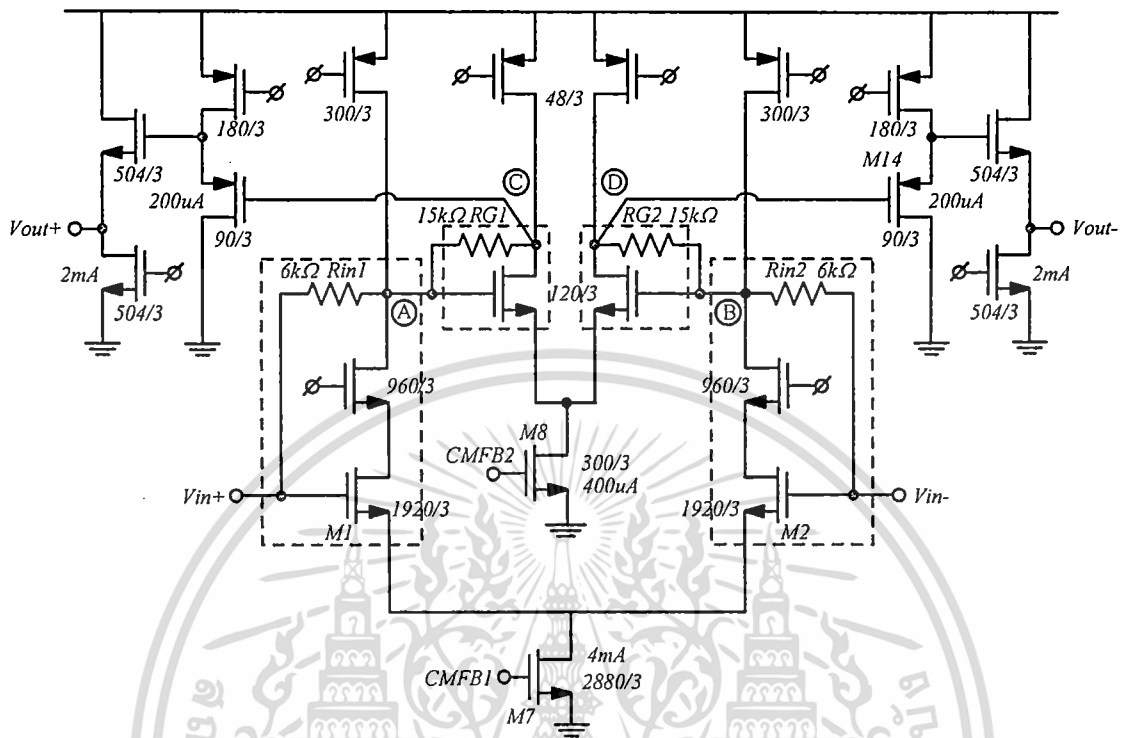 300/3
48/3
300/3
180/3
180/3
504/3
M14
504/3
200uA
C
D
200uA
Vout+
90/3
15kΩ RG1
RG2 15kΩ
90/3
Vout-
2mA
6kΩ Rin1
Rin2 6kΩ
2mA
504/3
A
120/3
B
504/3
960/3
960/3
M8
CMFB2
300/3
400uA
Vin+
1920/3
1920/3
Vin-
M1
M2
4mA
CMFB1
2880/3
M7